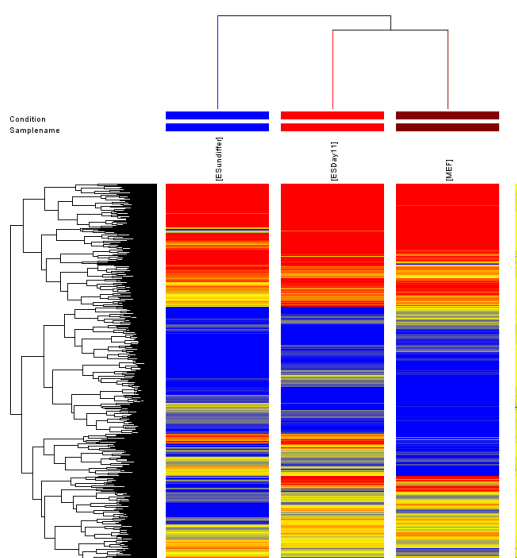 Condition
Samplename
[ESundiffer]
[ESDay11]
[MEF]